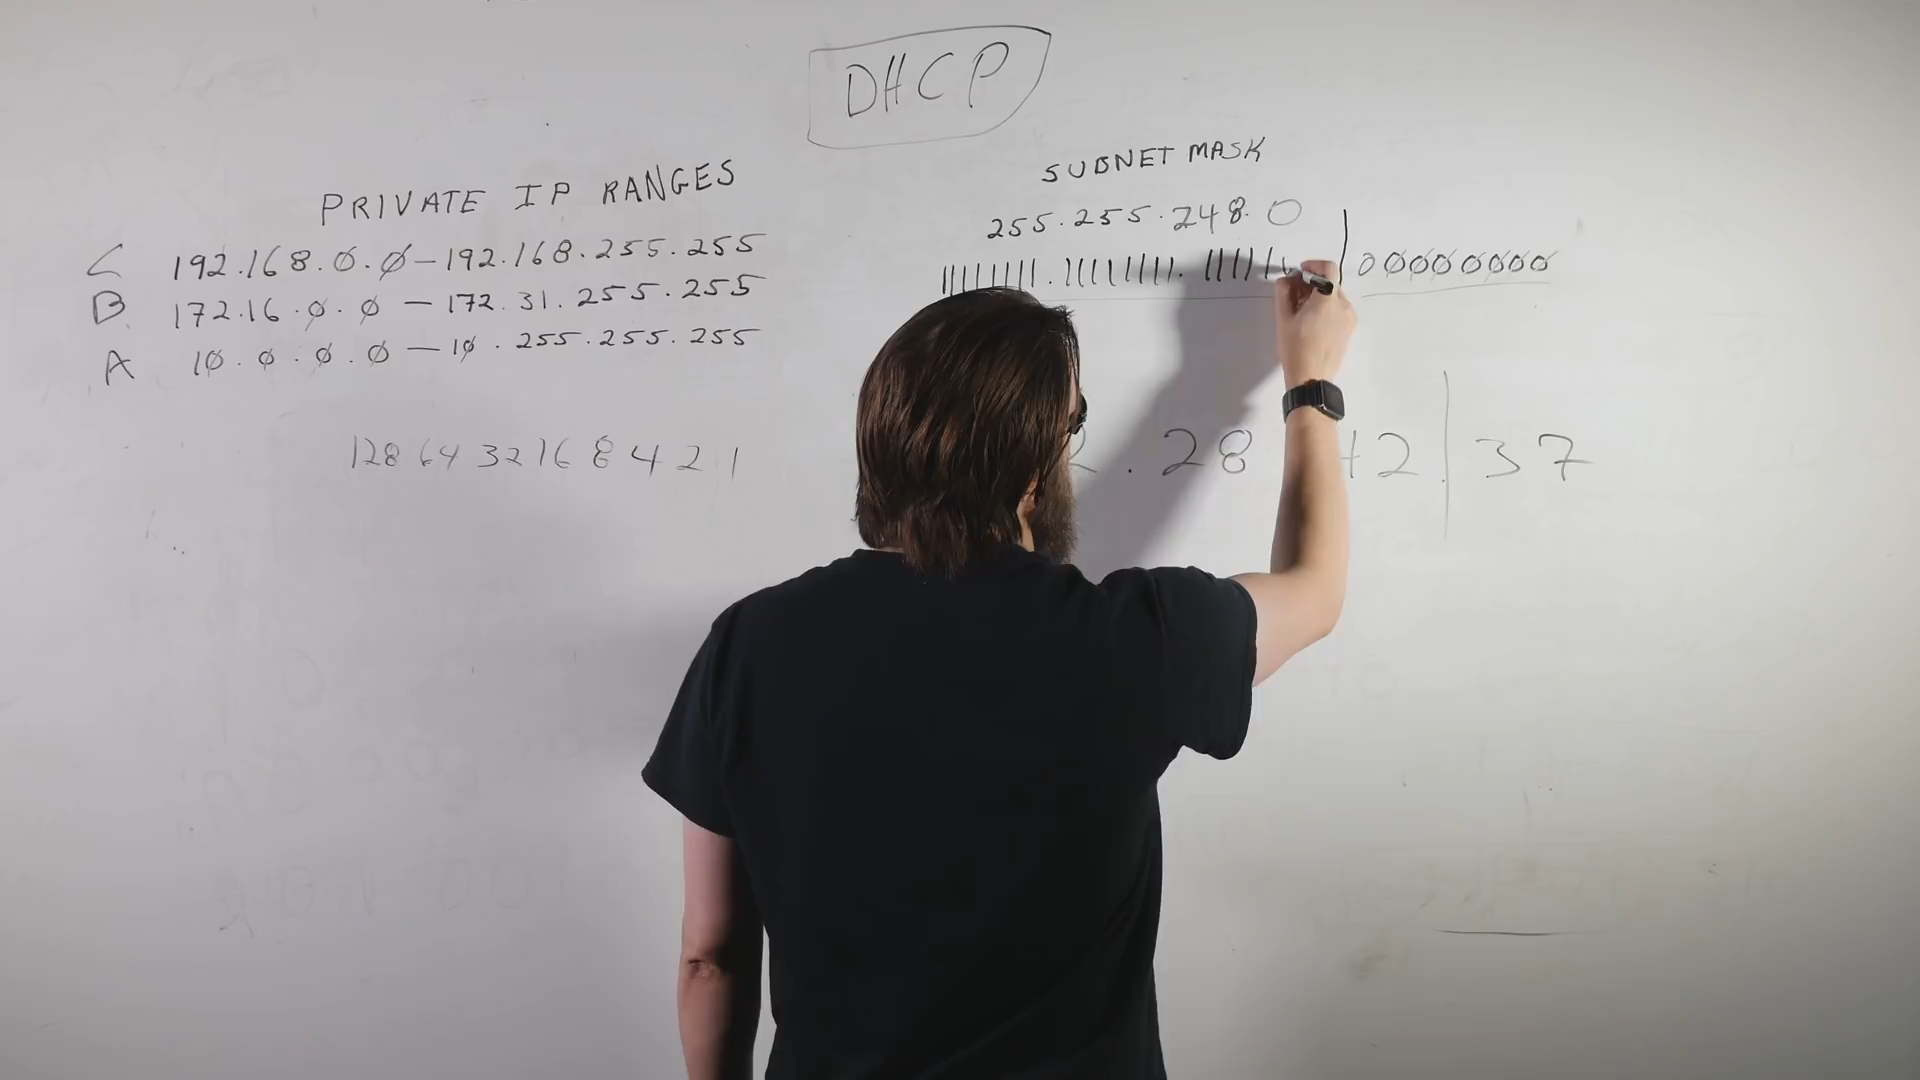 DHCP
PRIVATE IP RANGES
C 192.168.0.0-192.168.255.255
B 172.16.0.0 - 172.31.255.255
A 10.0.0.0 - 10.255.255.255
128 64 32 16 8 4 2 1
SUBNET MASK
255.255.248.0
11111111.11111111. | 00000000
2.28 | 37